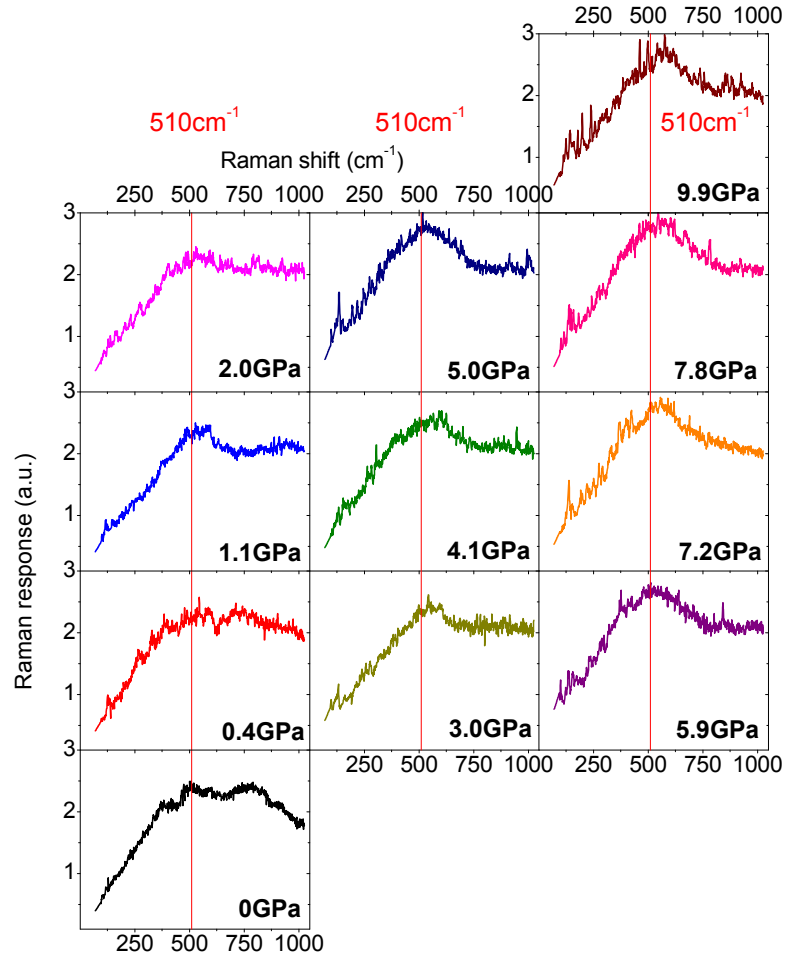 250 500 750 1000
3
2
1
510cm⁻¹
9.9GPa
510cm⁻¹ 510cm⁻¹
Raman shift (cm⁻¹)
250 500 750 1000 250 500 750 1000
3
2
1
2.0GPa 5.0GPa 7.8GPa
3
2
1
1.1GPa 4.1GPa 7.2GPa
3
2
1
0.4GPa 3.0GPa 5.9GPa
250 500 750 1000 250 500 750 1000
3
2
1
0GPa
250 500 750 1000
Raman response (a.u.)